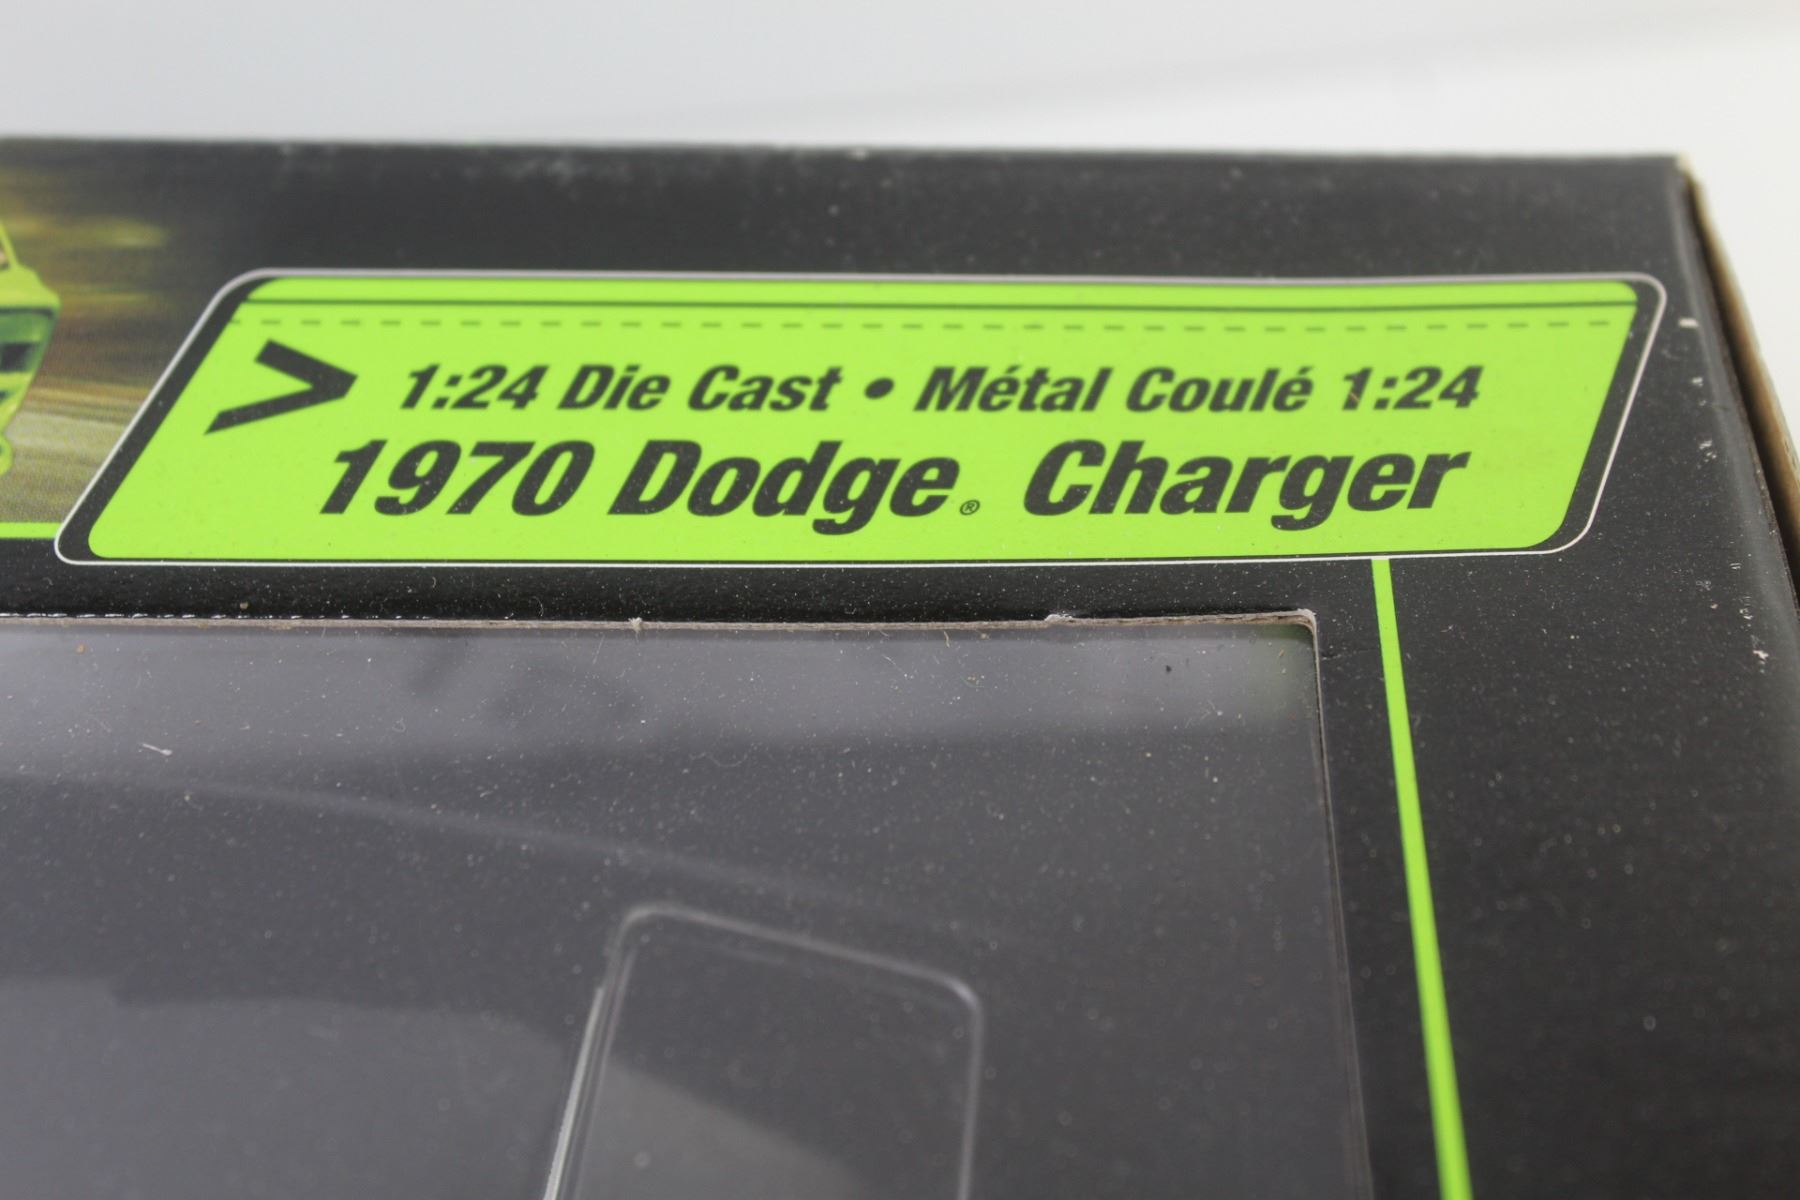 1:24 Die Cast • Métal Coulé 1:24
1970 Dodge® Charger